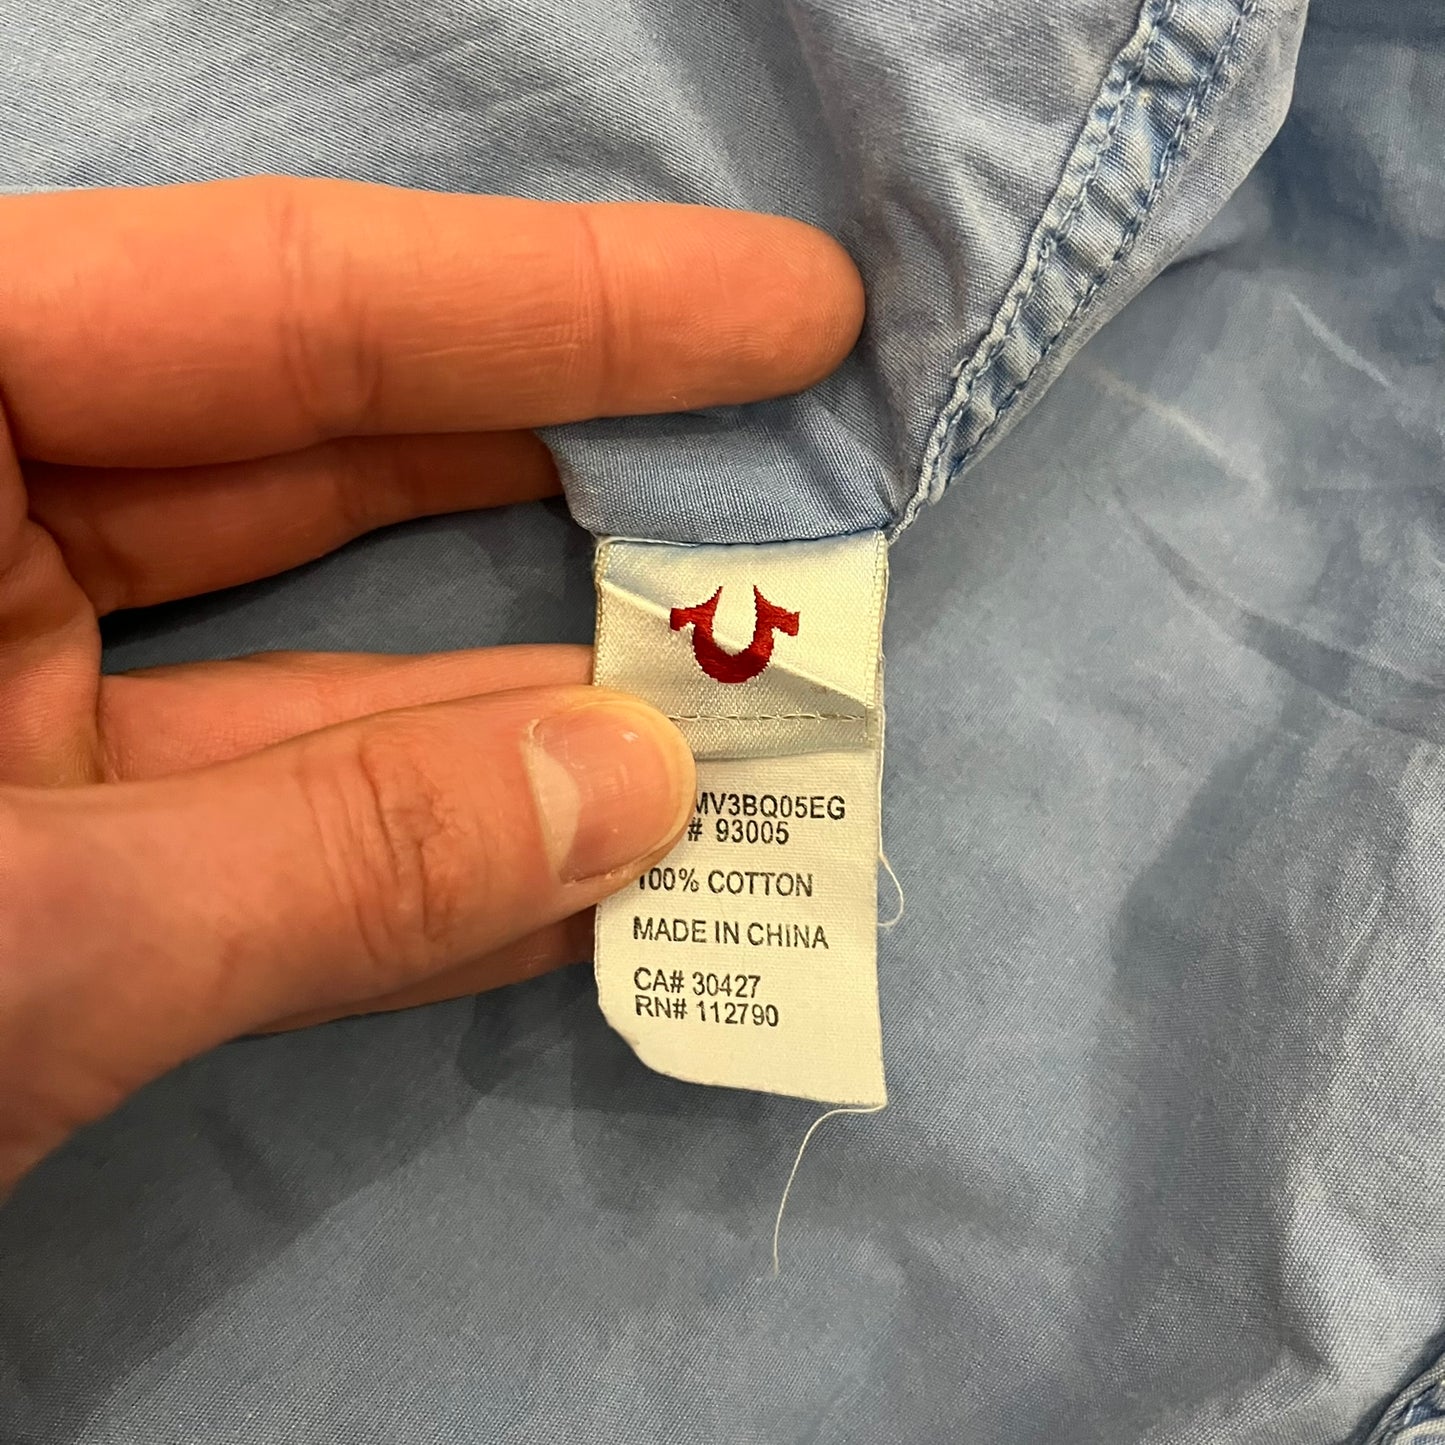 MV3BQ05EG
# 93005
100% COTTON
MADE IN CHINA
CA# 30427
RN# 112790